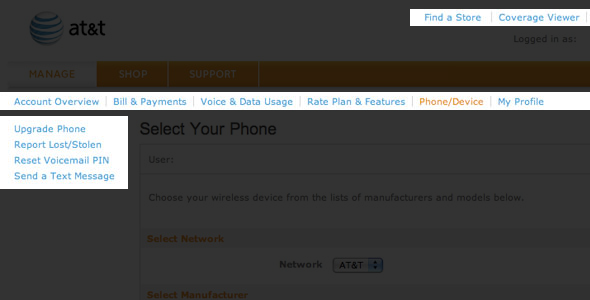 Find a Store | Coverage Viewer |
at&t
Logged in as:
MANAGE SHOP SUPPORT
Account Overview | Bill & Payments | Voice & Data Usage | Rate Plan & Features | Phone/Device | My Profile
Upgrade Phone
Report Lost/Stolen
Reset Voicemail PIN
Send a Text Message
Select Your Phone
User:
Choose your wireless device from the lists of manufacturers and models below.
Select Network
Network AT&T
Select Manufacturer